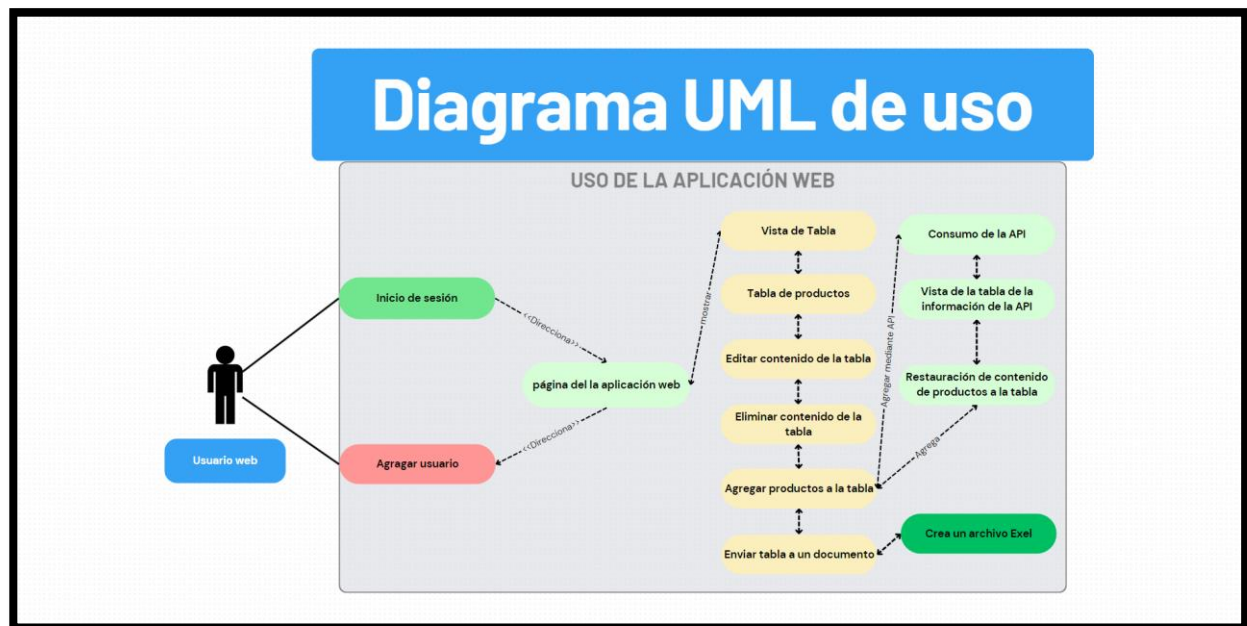 Diagrama UML de uso
USO DE LA APLICACIÓN WEB
Usuario web
Inicio de sesión
<<Direcciona>>
página del la aplicación web
<<Direcciona>>
Agragar usuario
mostrar
Vista de Tabla
Tabla de productos
Editar contenido de la tabla
Eliminar contenido de la
tabla
Agregar productos a la tabla
Enviar tabla a un documento
Agregar mediante API
Agrega
Consumo de la API
Vista de la tabla de la
información de la API
Restauración de contenido
de productos a la tabla
Crea un archivo Exel